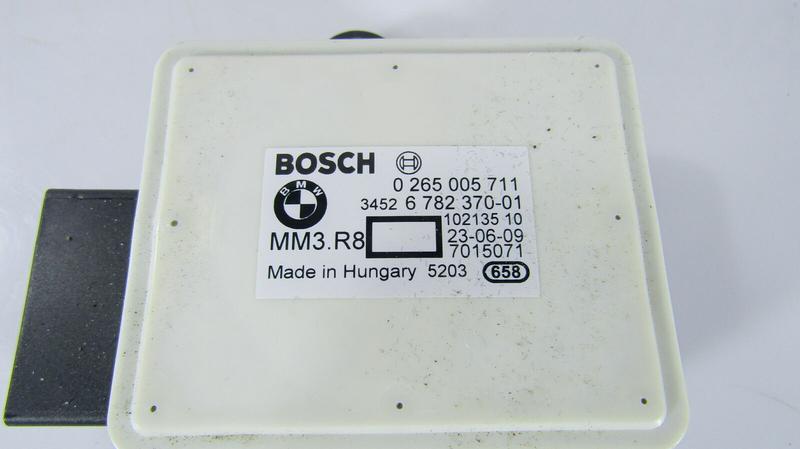 BOSCH
0 265 005 711
BMW
3452 6 782 370-01
102135 10
MM3.R8
23-06-09
7015071
Made in Hungary 5203 658